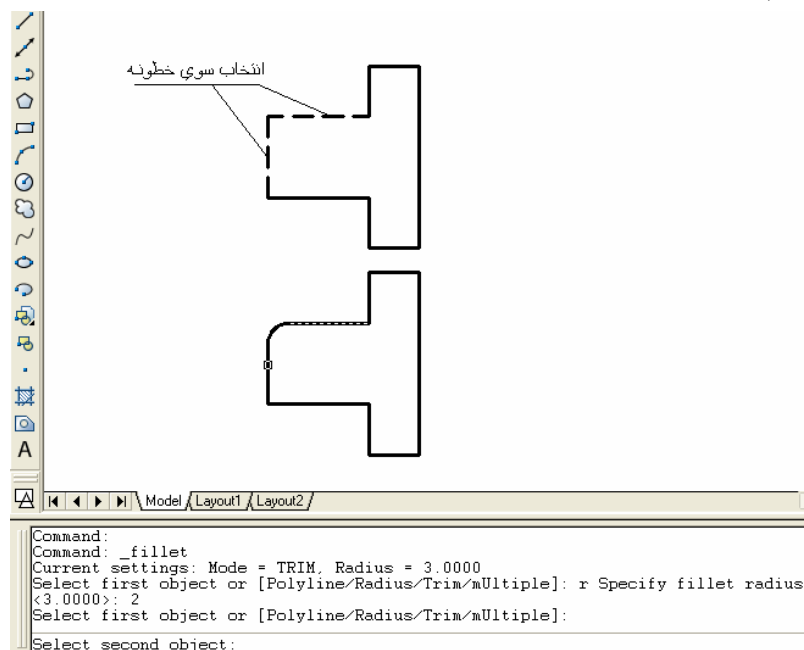 انتخاب سوي خطونه
A
Model Layout1 Layout2
Command:
Command: _fillet
Current settings: Mode = TRIM, Radius = 3.0000
Select first object or [Polyline/Radius/Trim/mUltiple]: r Specify fillet radius
<3.0000>: 2
Select first object or [Polyline/Radius/Trim/mUltiple]:
Select second object: